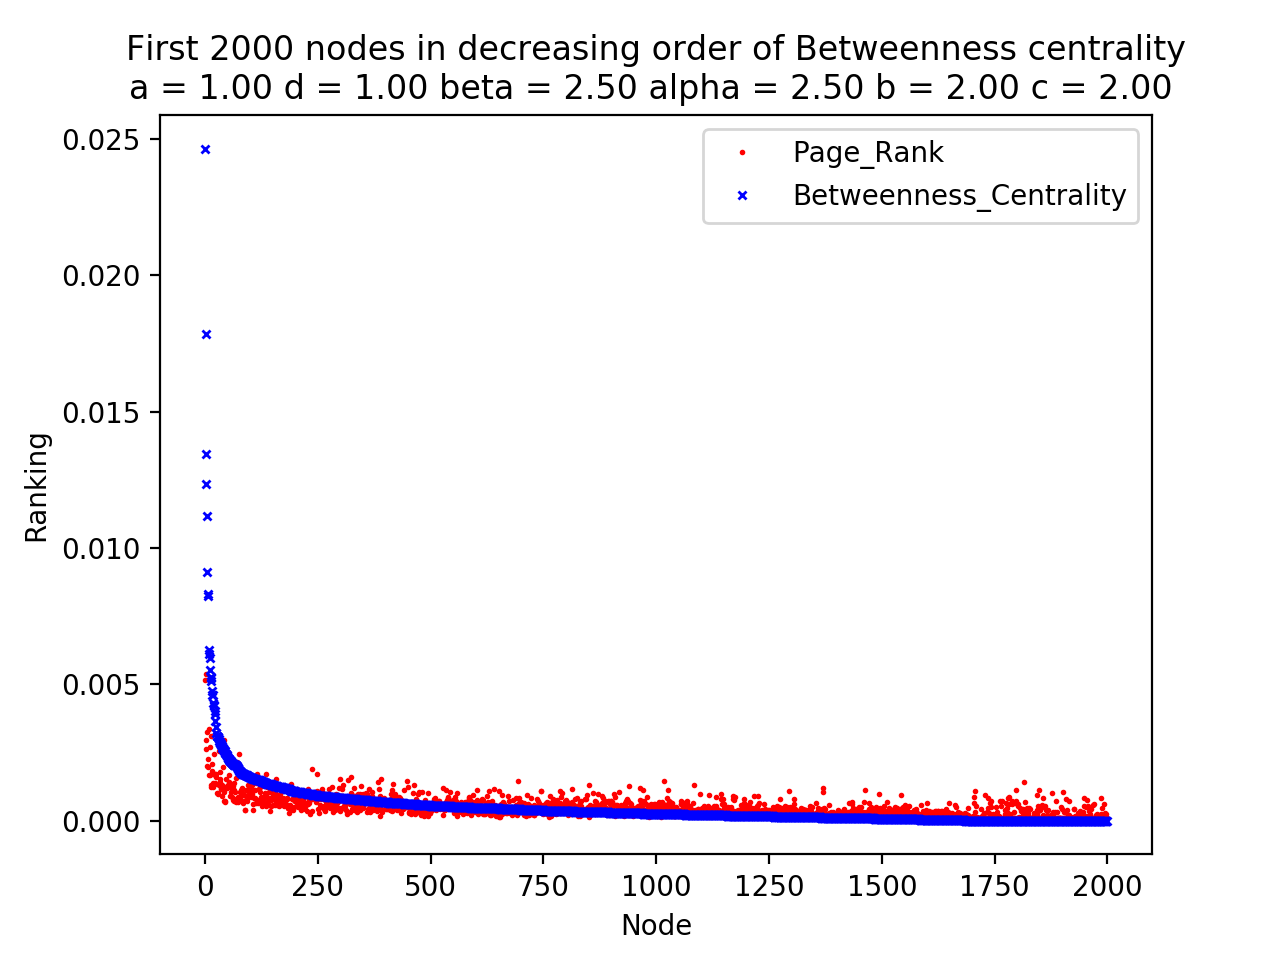 First 2000 nodes in decreasing order of Betweenness centrality
a = 1.00 d = 1.00 beta = 2.50 alpha = 2.50 b = 2.00 c = 2.00
Page_Rank
Betweenness_Centrality
0.025
0.020
0.015
0.010
0.005
0.000
Ranking
0 250 500 750 1000 1250 1500 1750 2000
Node